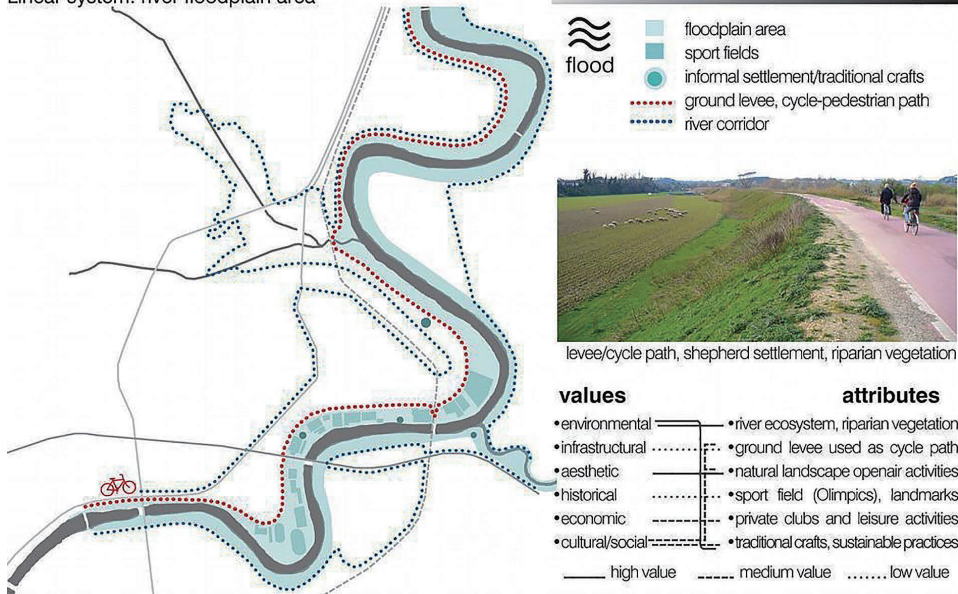 Linear system: river floodplain area
flood
floodplain area
sport fields
informal settlement/traditional crafts
ground levee, cycle-pedestrian path
river corridor
levee/cycle path, shepherd settlement, riparian vegetation
values attributes
•environmental •river ecosystem, riparian vegetation
•infrastructural •ground levee used as cycle path
•aesthetic •natural landscape openair activities
•historical •sport field (Olimpics), landmarks
•economic •private clubs and leisure activities
•cultural/social •traditional crafts, sustainable practices
high value medium value low value